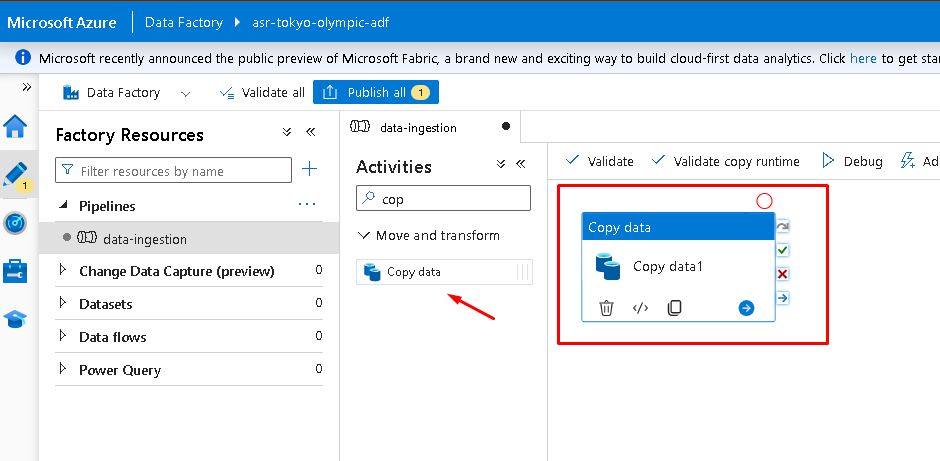 Microsoft Azure Data Factory asr-tokyo-olympic-adf
Microsoft recently announced the public preview of Microsoft Fabric, a brand new and exciting way to build cloud-first data analytics. Click here to get star
Data Factory Validate all Publish all 1
1
Factory Resources
Filter resources by name
Pipelines
data-ingestion
Change Data Capture (preview) 0
Datasets 0
Data flows 0
Power Query 0
data-ingestion
Activities
cop
Move and transform
Copy data
Validate Validate copy runtime Debug Ad
Copy data
Copy data1